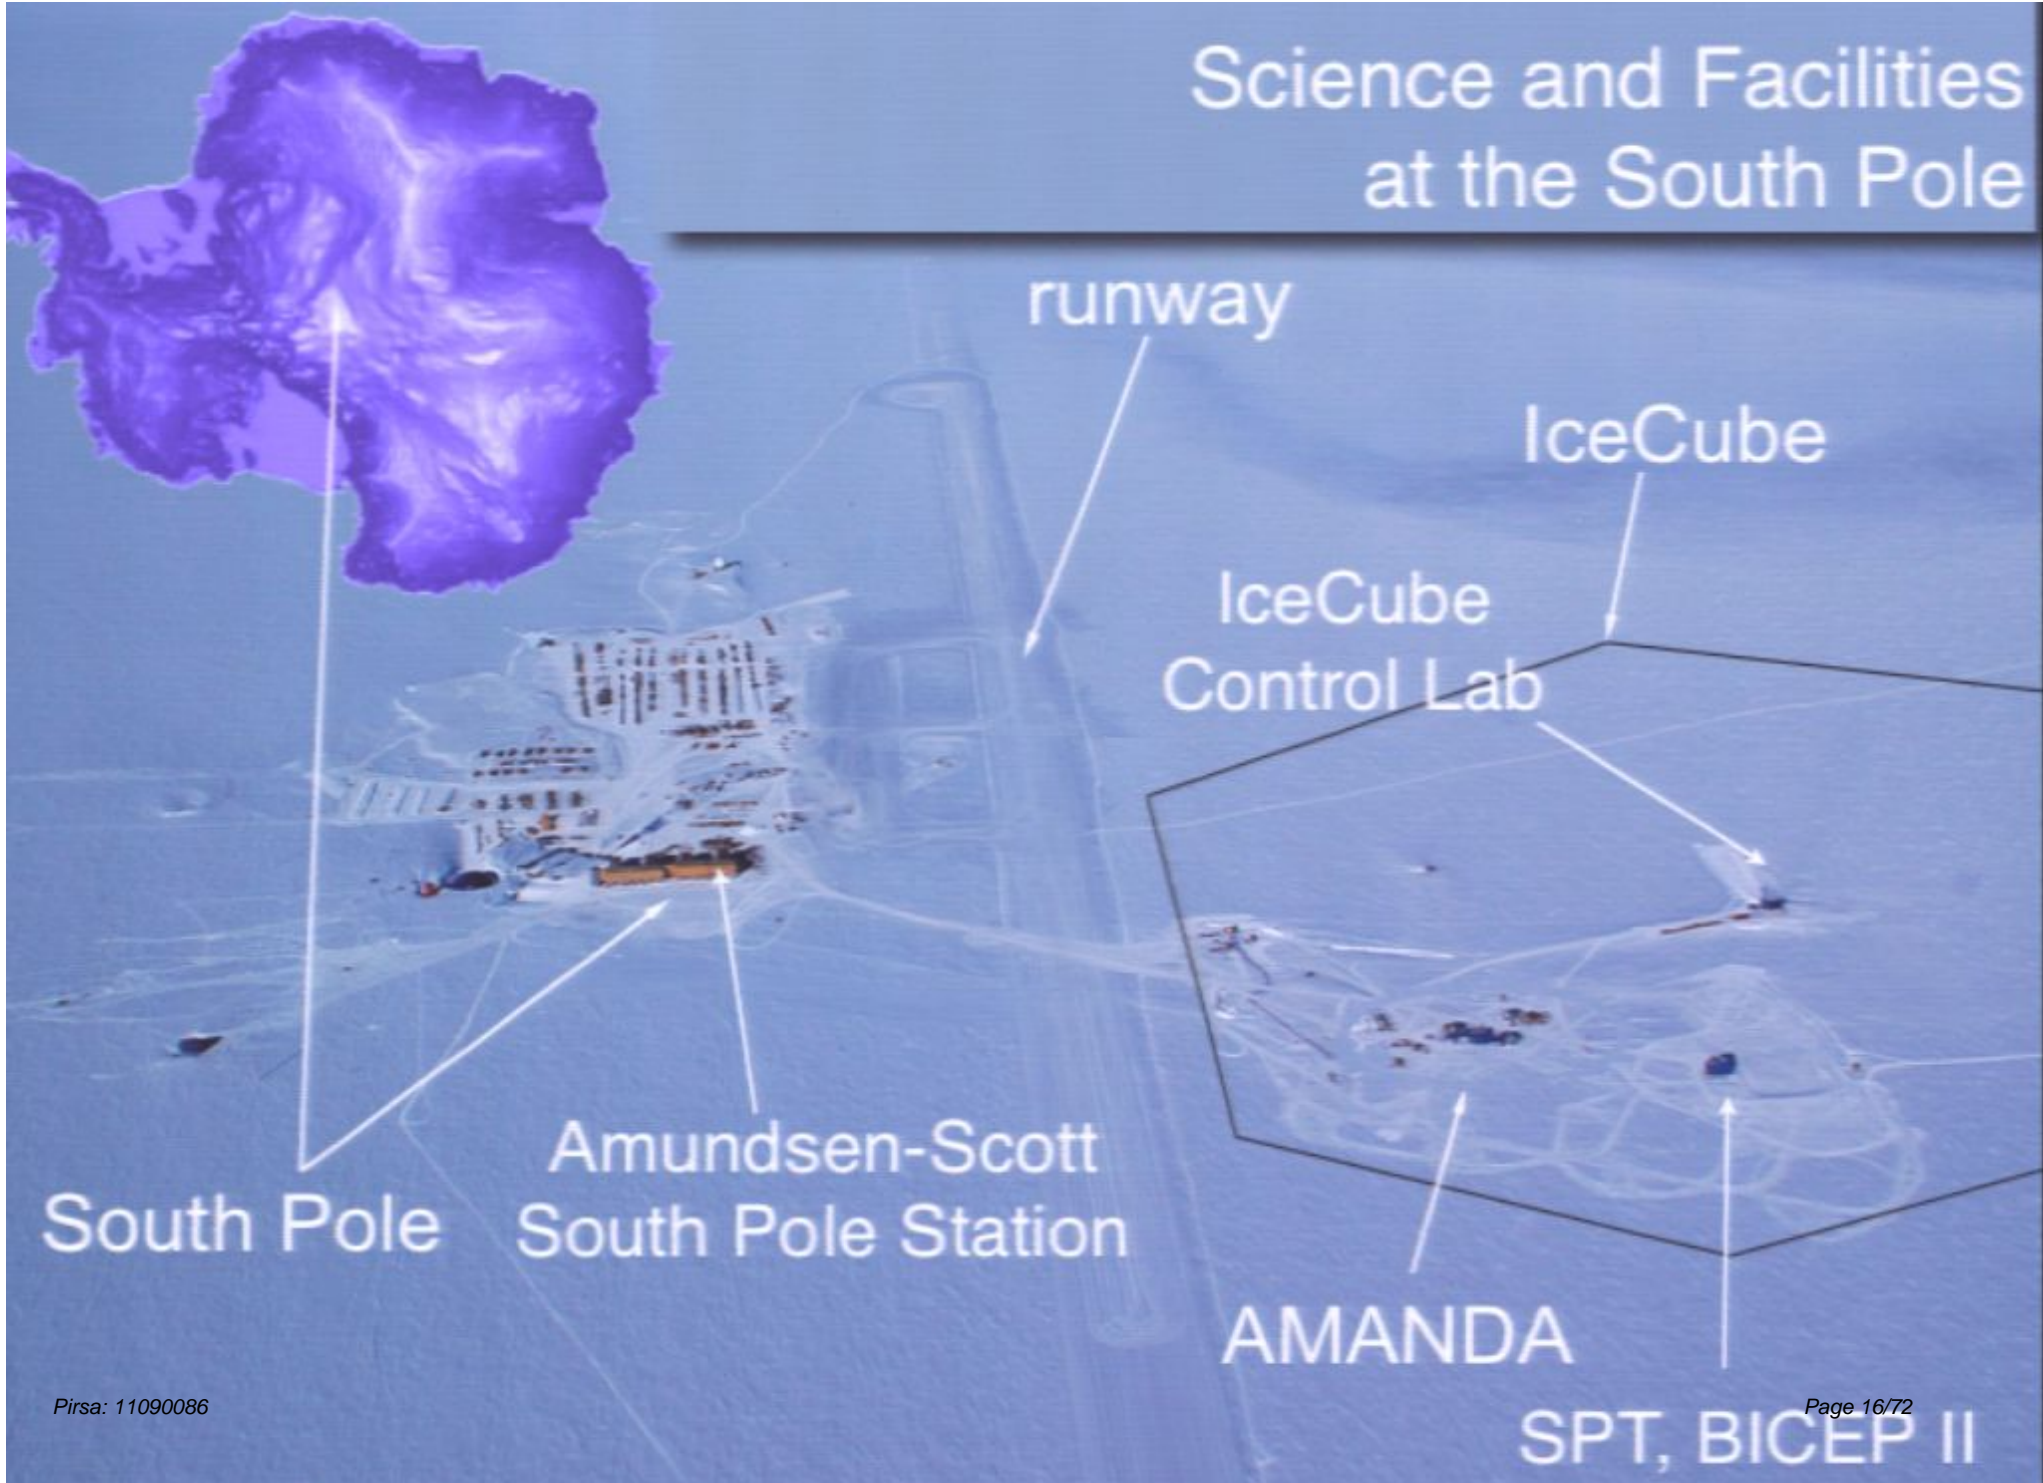 Science and Facilities
at the South Pole
runway
IceCube
IceCube
Control Lab
South Pole
Amundsen-Scott
South Pole Station
AMANDA
SPT, BICEP II
Pirsa: 11090086
Page 16/72